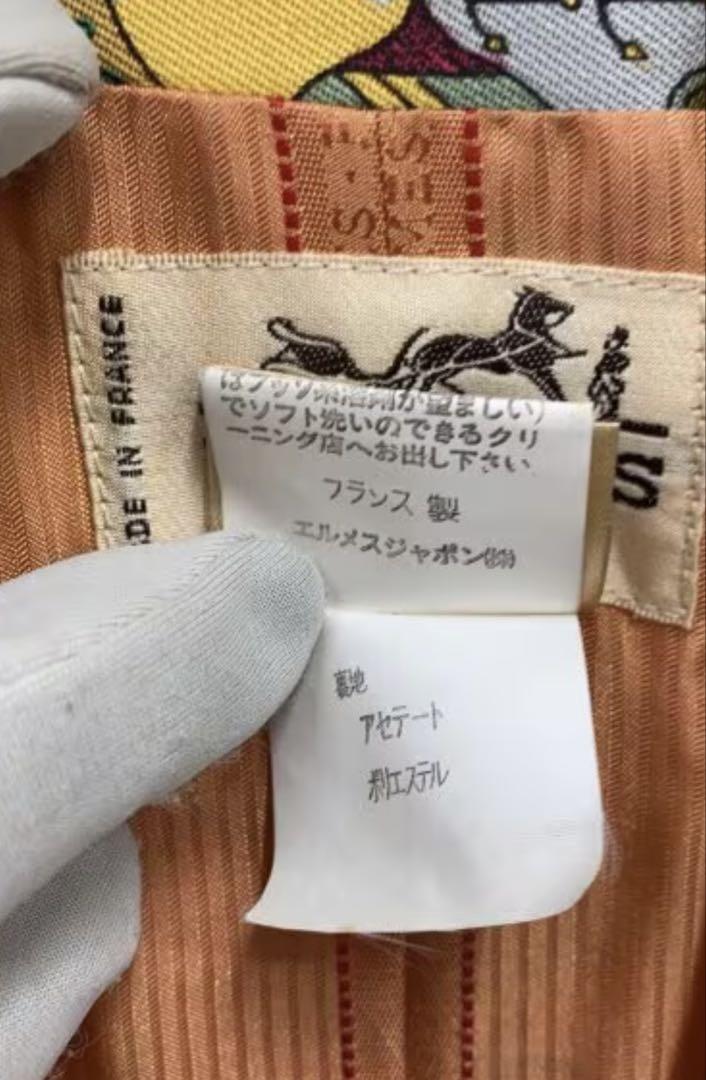 MADE IN FRANCE
はフッソ系溶剤が望ましい)
でソフト洗いのできるクリ
ーニング店へお出し下さい
フランス製
エルメスジャポン㈱
裏地
アセテート
ポリエステル